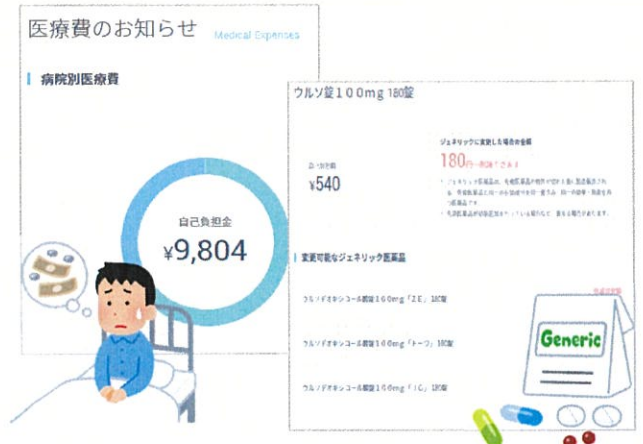 医療費のお知らせ Medical Expenses
病院別医療費
自己負担金
¥9,804
ウルソ錠100mg 180錠
¥540
ジェネリックに変更した場合の金額
180円
変更可能なジェネリック医薬品
ウルソデオキシコール酸錠100mg「ZE」 180錠
ウルソデオキシコール酸錠100mg「トーワ」 180錠
ウルソデオキシコール酸錠100mg「JG」 180錠
Generic